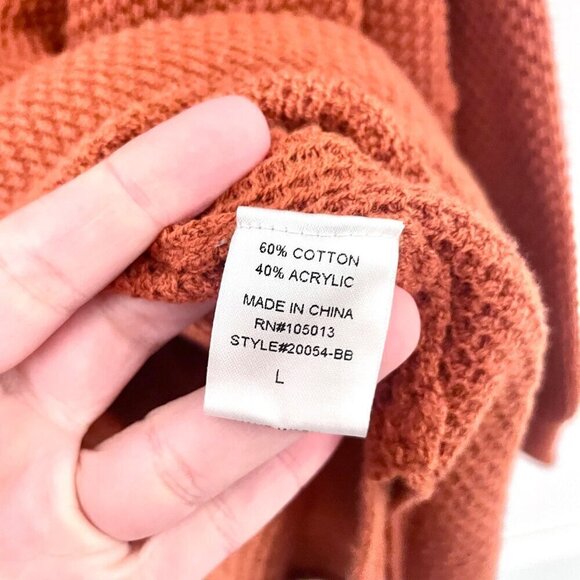 60% COTTON
40% ACRYLIC
MADE IN CHINA
RN#105013
STYLE#20054-BB
L